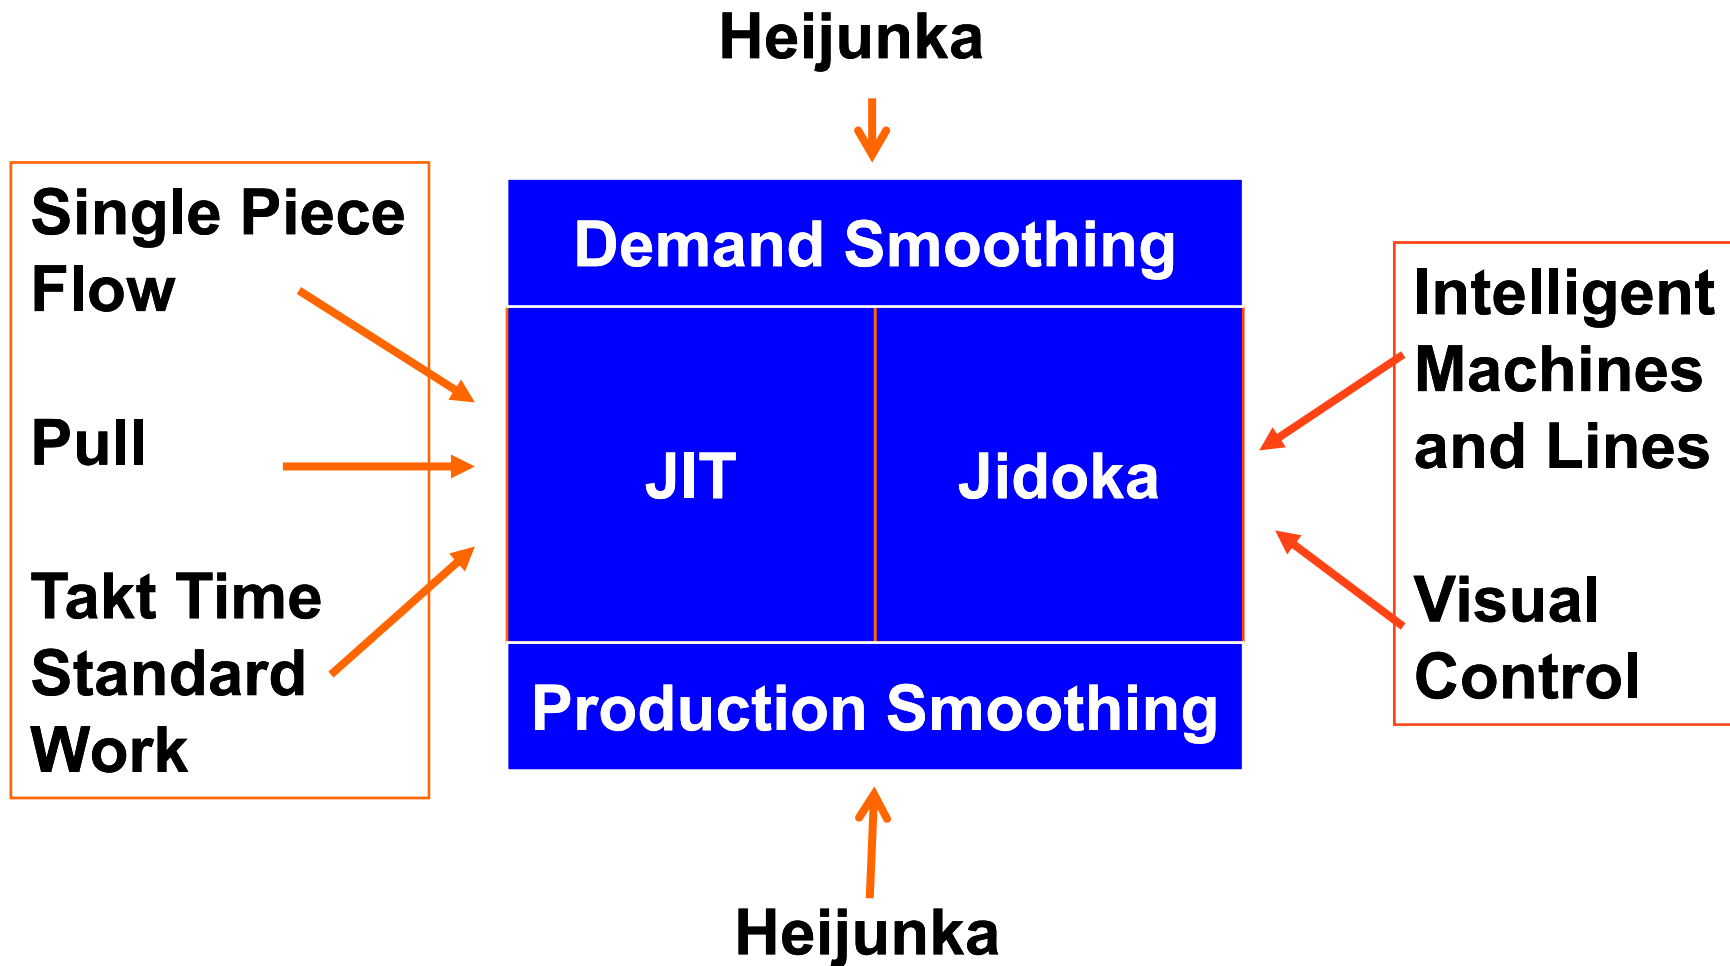 Heijunka
Single Piece
Flow
Pull
Takt Time
Standard
Work
Demand Smoothing
JIT
Jidoka
Production Smoothing
Intelligent
Machines
and Lines
Visual
Control
Heijunka